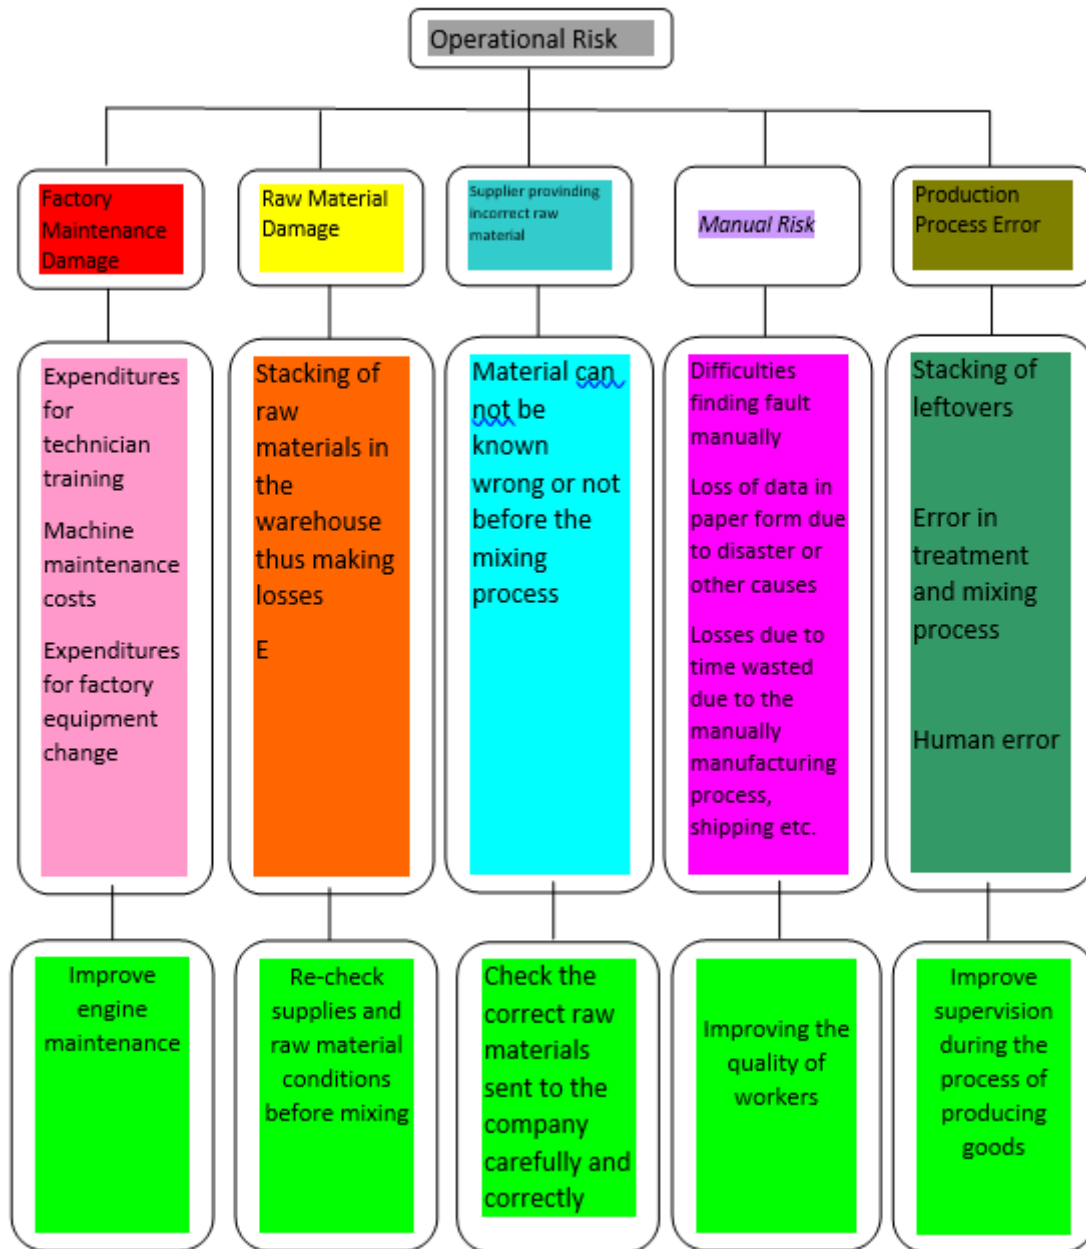 Operational Risk
Factory
Maintenance
Damage
Raw Material
Damage
Supplier provinding
incorrect raw
material
Manual Risk
Production
Process Error
Expenditures
for
technician
training
Machine
maintenance
costs
Expenditures
for factory
equipment
change
Stacking of
raw
materials in
the
warehouse
thus making
losses
E
Material can
not be
known
wrong or not
before the
mixing
process
Difficulties
finding fault
manually
Loss of data in
paper form due
to disaster or
other causes
Losses due to
time wasted
due to the
manually
manufacturing
process,
shipping etc.
Stacking of
leftovers
Error in
treatment
and mixing
process
Human error
Improve
engine
maintenance
Re-check
supplies and
raw material
conditions
before mixing
Check the
correct raw
materials
sent to the
company
carefully and
correctly
Improving the
quality of
workers
Improve
supervision
during the
process of
producing
goods